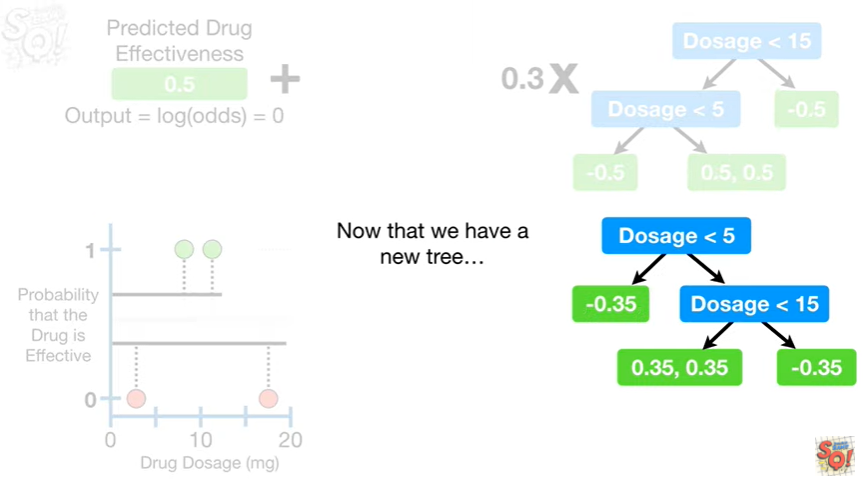 SQ!
Predicted Drug
Effectiveness
0.5
+
Output = log(odds) = 0
0.3 X
Dosage < 15
Dosage < 5
-0.5
-0.5
0.5, 0.5
Now that we have a
new tree…
Dosage < 5
-0.35
Dosage < 15
0.35, 0.35
-0.35
1
Probability
that the
Drug is
Effective
0
0
10
20
Drug Dosage (mg)
SQ!